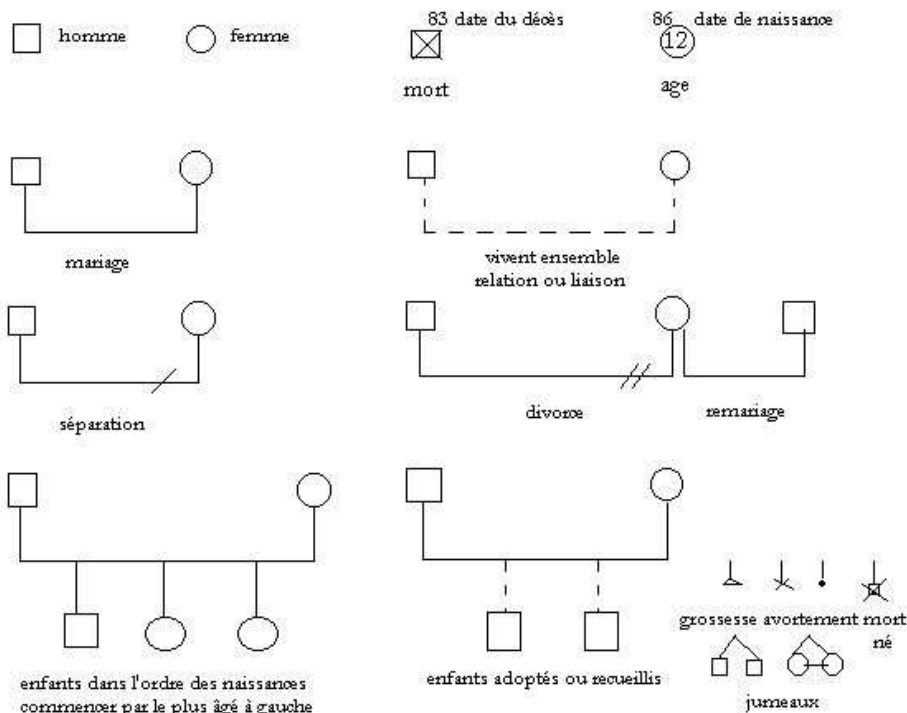 homme
femme
83 date du décès
86 date de naissance
12
mort
age
mariage
vivent ensemble
relation ou liaison
séparation
divorce
remariage
enfants dans l'ordre des naissances
commencer par le plus âgé à gauche
enfants adoptés ou recueillis
grossesse avortement mort
né
jumeaux